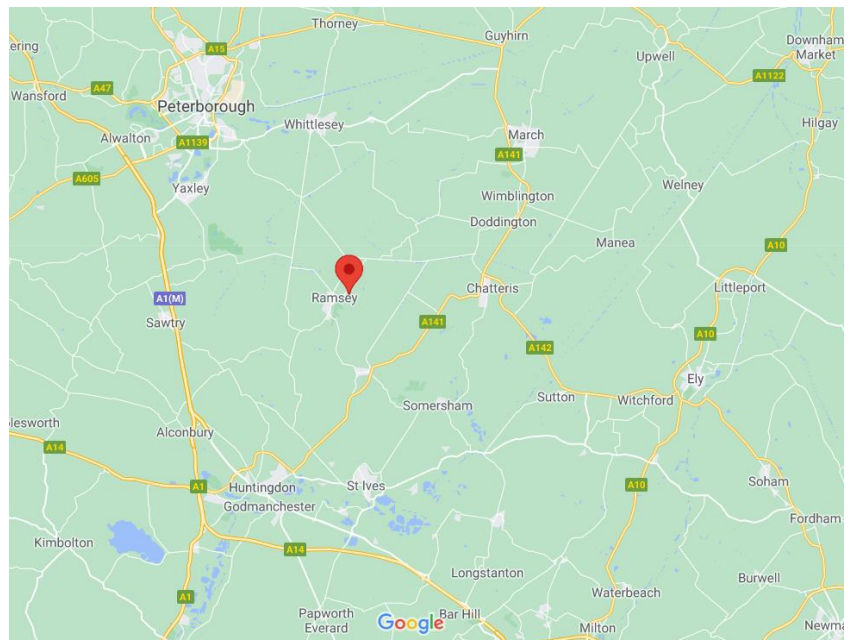 Thorney
A15
Guyhirn
ering
Upwell
Downham
Market
A1122
A47
Wansford
Peterborough
Whittlesey
Hilgay
Alwalton
A1139
March
A141
A605
Yaxley
Wimblington
Welney
Doddington
Manea
A10
Chatteris
Littleport
A1(M)
Ramsey
Sawtry
A141
A10
A142
Ely
Somersham
Sutton
Witchford
olesworth
Alconbury
A14
A1
Huntingdon
St Ives
A10
Soham
Godmanchester
Fordham
Kimbolton
A14
Longstanton
Burwell
A1
Waterbeach
Papworth
Everard
Google
Bar Hill
Milton
Newma